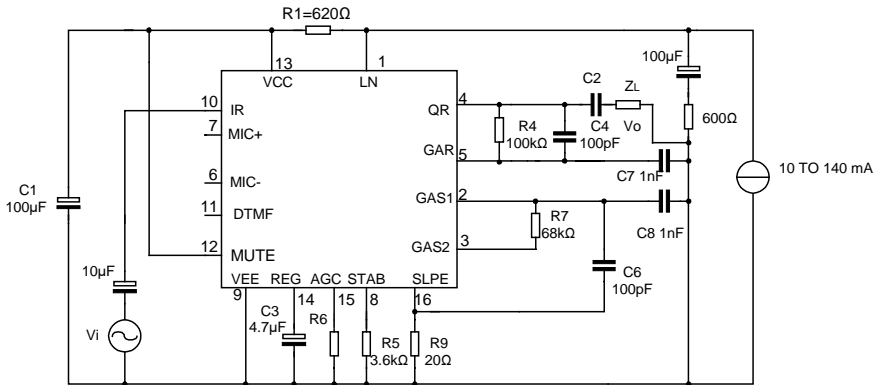 R1=620Ω
100µF
13
1
VCC
LN
C2
ZL
4
10
IR
QR
600Ω
7
R4
C4
Vo
MIC+
100kΩ
100pF
GAR
5
10 TO 140 mA
C7 1nF
6
MIC-
C1
100µF
GAS1
2
11
DTMF
R7
68kΩ
C8 1nF
12
MUTE
GAS2
3
C6
100pF
10µF
VEE
REG
AGC
STAB
SLPE
9
14
15
8
16
C3
4.7µF
R6
Vi
R5
3.6kΩ
R9
20Ω